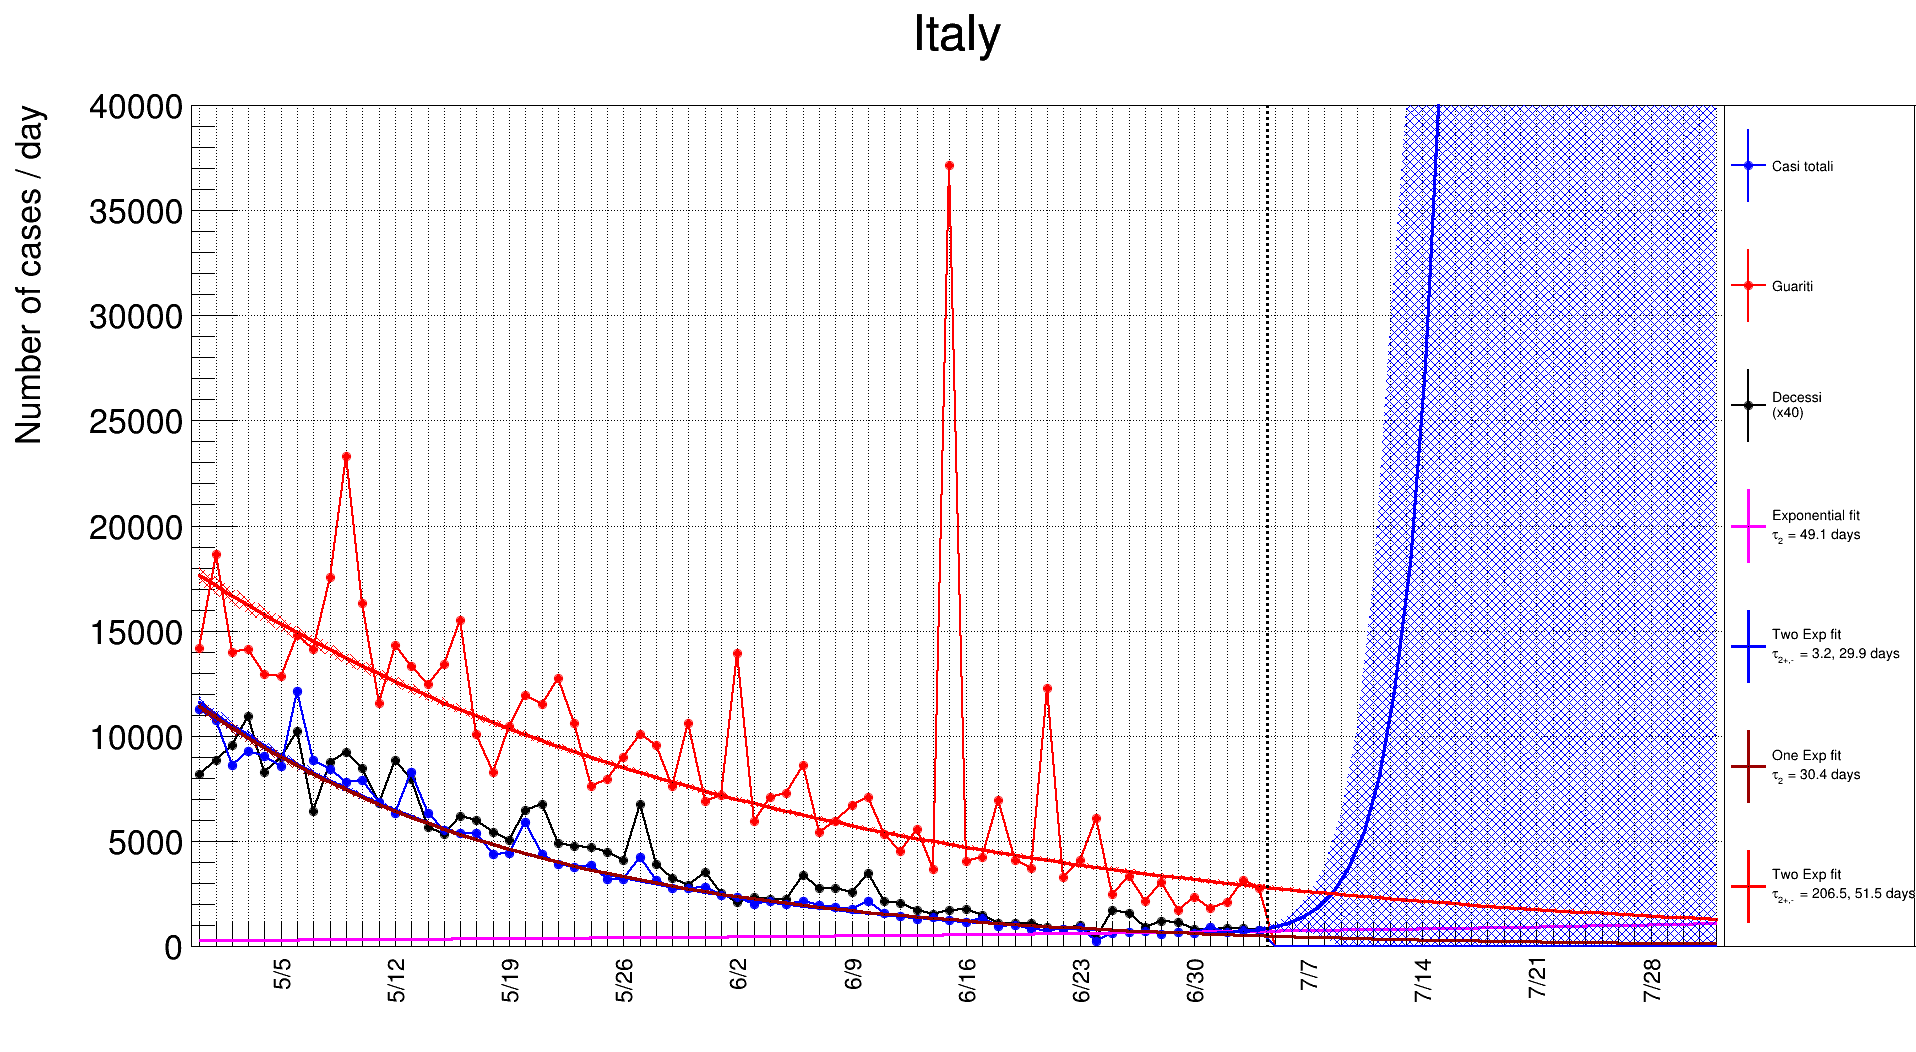 Italy
Number of cases / day
40000
35000
30000
25000
20000
15000
10000
5000
0
5/5
5/12
5/19
5/26
6/2
6/9
6/16
6/23
6/30
7/7
7/14
7/21
7/28
Casi totali
Guariti
Decessi
(x40)
Exponential fit
τ2 = 49.1 days
Two Exp fit
τ2+,- = 3.2, 29.9 days
One Exp fit
τ2 = 30.4 days
Two Exp fit
τ2+,- = 206.5, 51.5 days